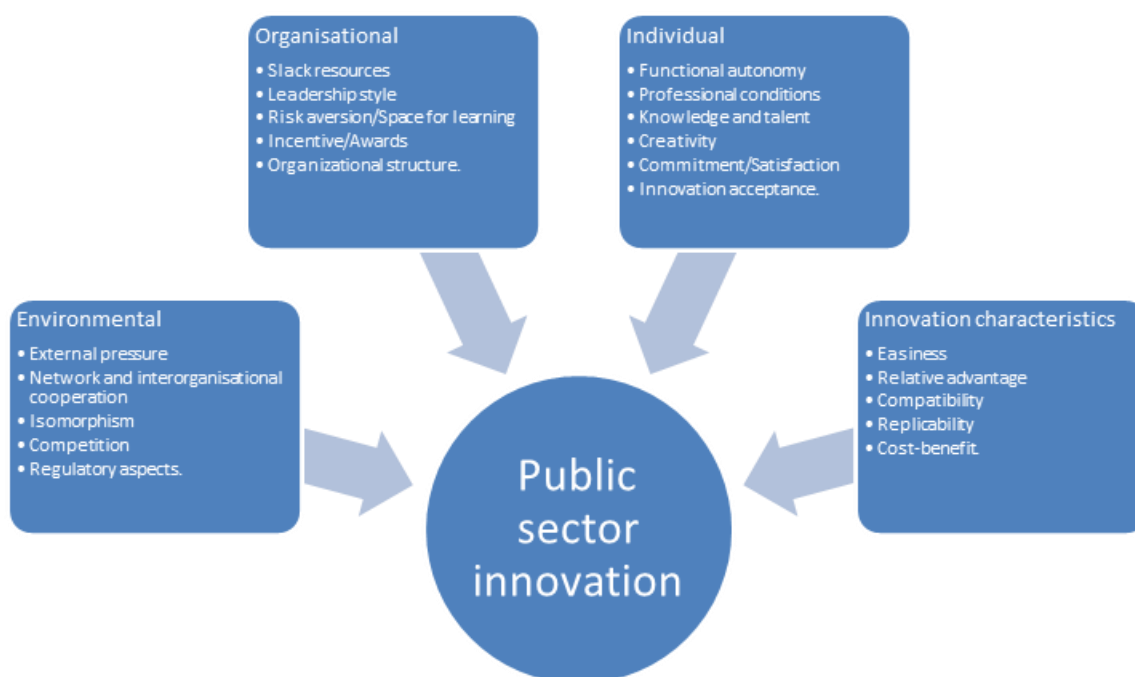 Organisational
• Slack resources
• Leadership style
• Risk aversion/Space for learning
• Incentive/Awards
• Organizational structure.
Individual
• Functional autonomy
• Professional conditions
• Knowledge and talent
• Creativity
• Commitment/Satisfaction
• Innovation acceptance.
Environmental
• External pressure
• Network and interorganisational
cooperation
• Isomorphism
• Competition
• Regulatory aspects.
Innovation characteristics
• Easiness
• Relative advantage
• Compatibility
• Replicability
• Cost-benefit.
Public
sector
innovation